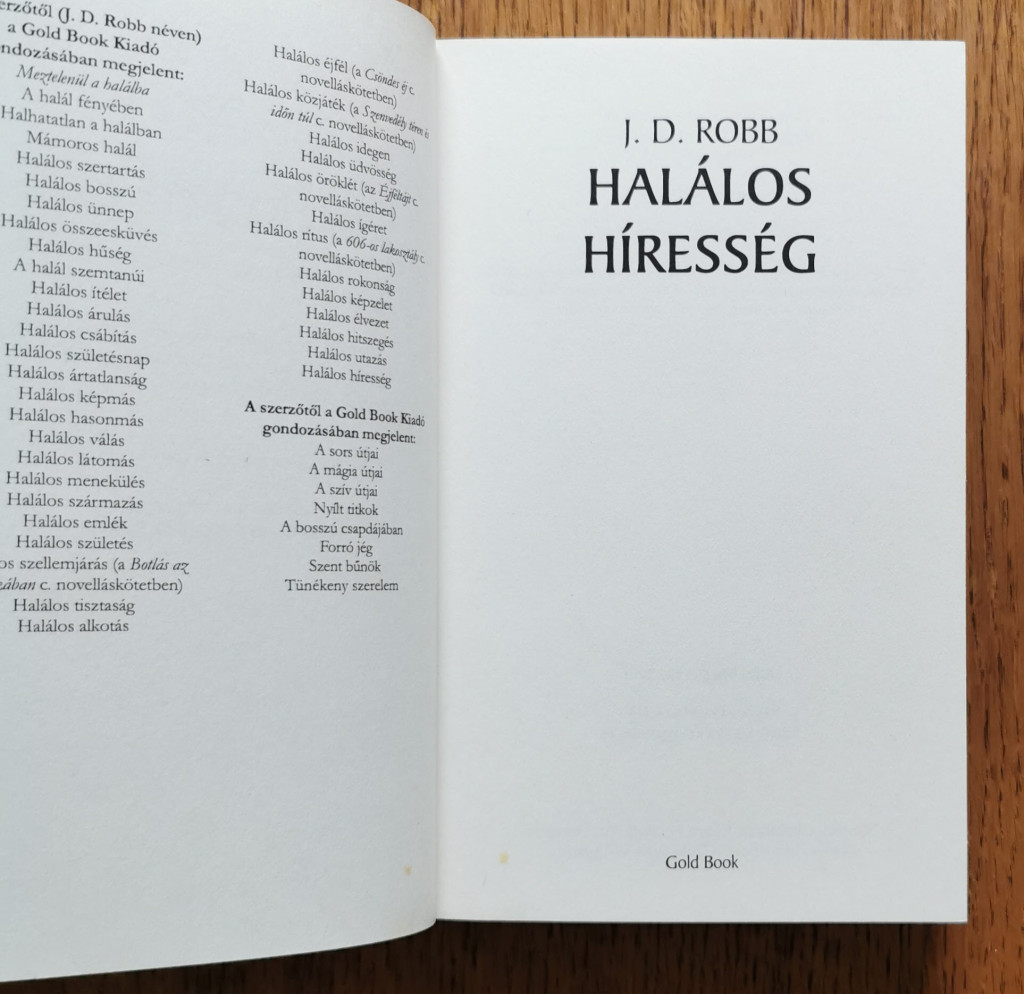 (J. D. Robb néven)
a Gold Book Kiadó
gondozásában megjelent:
Meztelenül a halálba
A halál fényében
Halhatatlan a halálban
Mámoros halál
Halálos szertartás
Halálos bosszú
Halálos ünnep
Halálos összeesküvés
Halálos hűség
A halál szemtanúi
Halálos ítélet
Halálos árulás
Halálos csábítás
Halálos születésnap
Halálos ártatlanság
Halálos képmás
Halálos hasonmás
Halálos válás
Halálos látomás
Halálos menekülés
Halálos származás
Halálos emlék
Halálos születés
szellemjárás (a Botlás az
c. novelláskötetben)
Halálos tisztaság
Halálos alkotás
Halálos éjfél (a Csöndes éj c.
novelláskötetben)
Halálos közjáték (a Szenvedély téren és
időn túl c. novelláskötetben)
Halálos idegen
Halálos üdvösség
Halálos öröklét (az Éjféltájt c.
novelláskötetben)
Halálos ígéret
Halálos rítus (a 606-os lakosztály c.
novelláskötetben)
Halálos rokonság
Halálos képzelet
Halálos élvezet
Halálos hitszegés
Halálos utazás
Halálos híresség
A szerzőtől a Gold Book Kiadó
gondozásában megjelent:
A sors útjai
A mágia útjai
A szív útjai
Nyílt titkok
A bosszú csapdájában
Forró jég
Szent bűnök
Tünékeny szerelem
J. D. ROBB
HALÁLOS
HÍRESSÉG
Gold Book